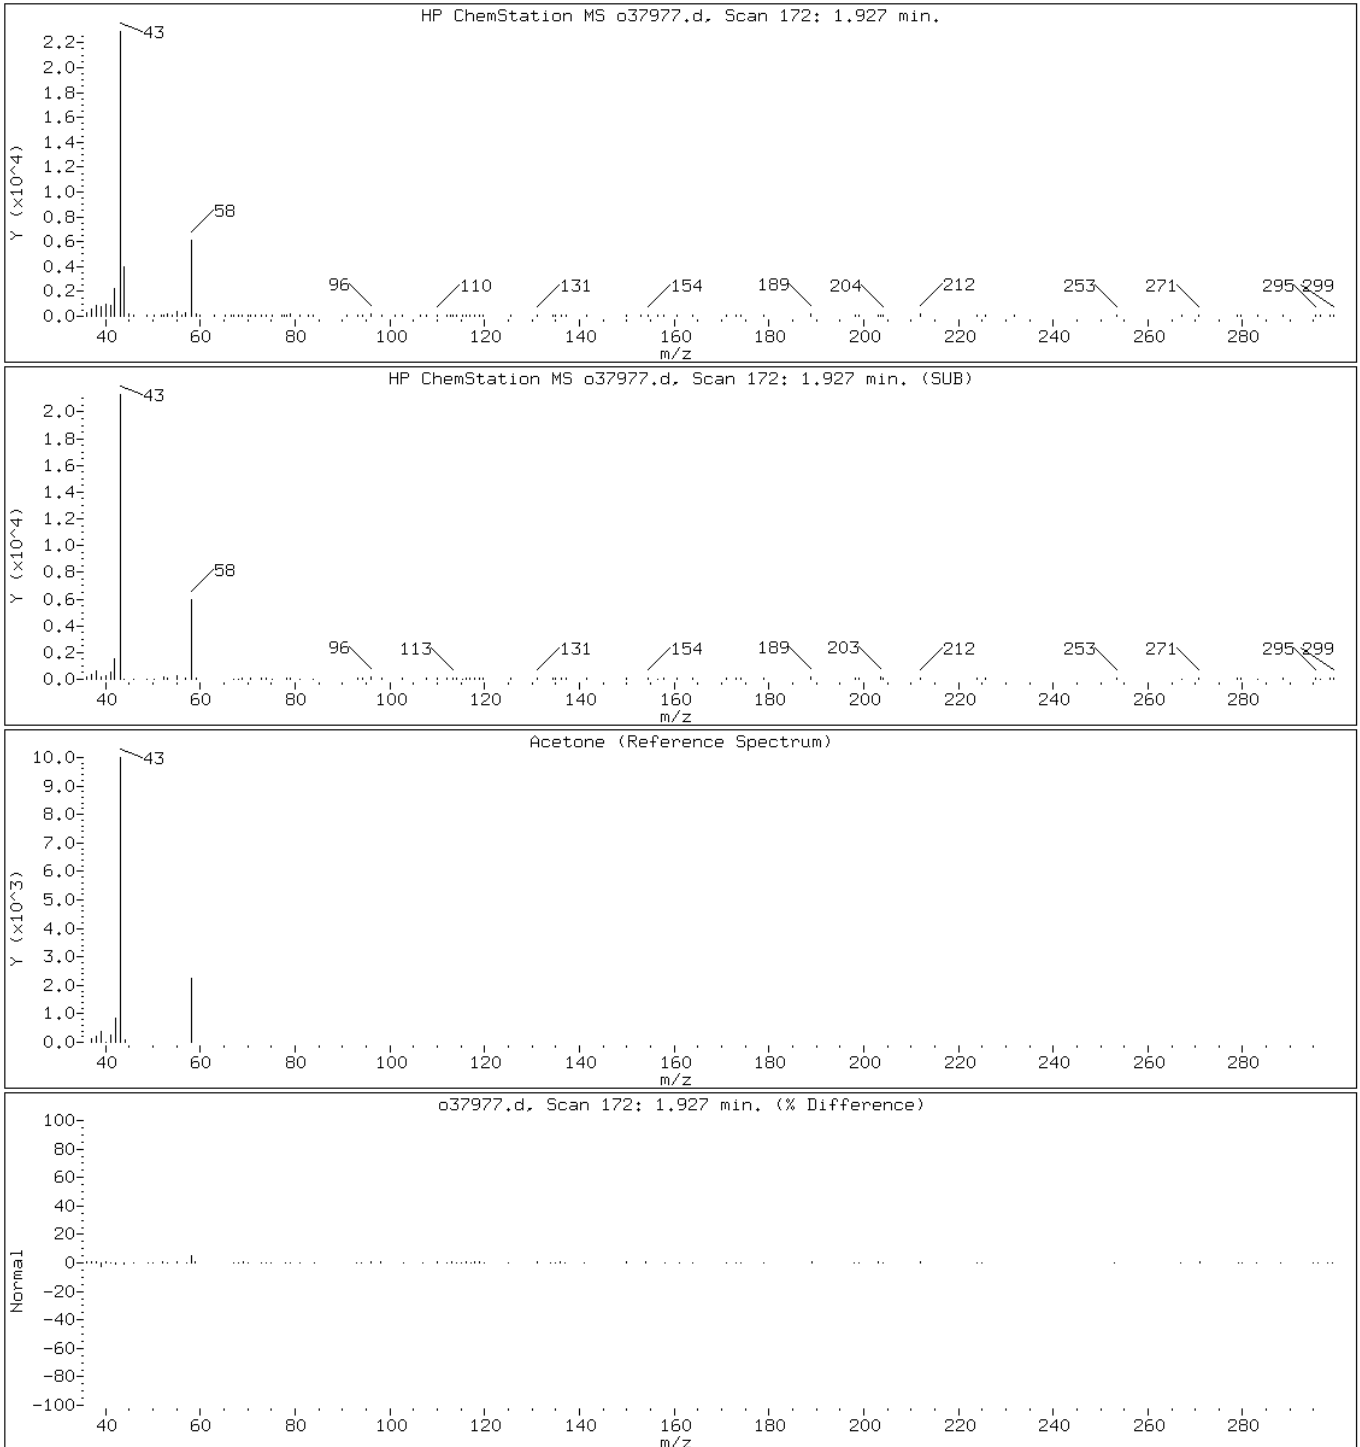 HP ChemStation MS o37977.d, Scan 172: 1.927 min.
Y (x10^4)
2.2-
2.0-
1.8-
1.6-
1.4-
1.2-
1.0-
0.8-
0.6-
0.4-
0.2-
0.0-
43
58
96 110 131 154 189 204 212 253 271 295 299
40 60 80 100 120 140 160 180 200 220 240 260 280
m/z
HP ChemStation MS o37977.d, Scan 172: 1.927 min. (SUB)
Y (x10^4)
2.0-
1.8-
1.6-
1.4-
1.2-
1.0-
0.8-
0.6-
0.4-
0.2-
0.0-
43
58
96 113 131 154 189 203 212 253 271 295 299
40 60 80 100 120 140 160 180 200 220 240 260 280
m/z
Acetone (Reference Spectrum)
Y (x10^3)
10.0-
9.0-
8.0-
7.0-
6.0-
5.0-
4.0-
3.0-
2.0-
1.0-
0.0-
43
40 60 80 100 120 140 160 180 200 220 240 260 280
m/z
o37977.d, Scan 172: 1.927 min. (% Difference)
Normal
100-
80-
60-
40-
20-
0-
-20-
-40-
-60-
-80-
-100-
40 60 80 100 120 140 160 180 200 220 240 260 280
m/z